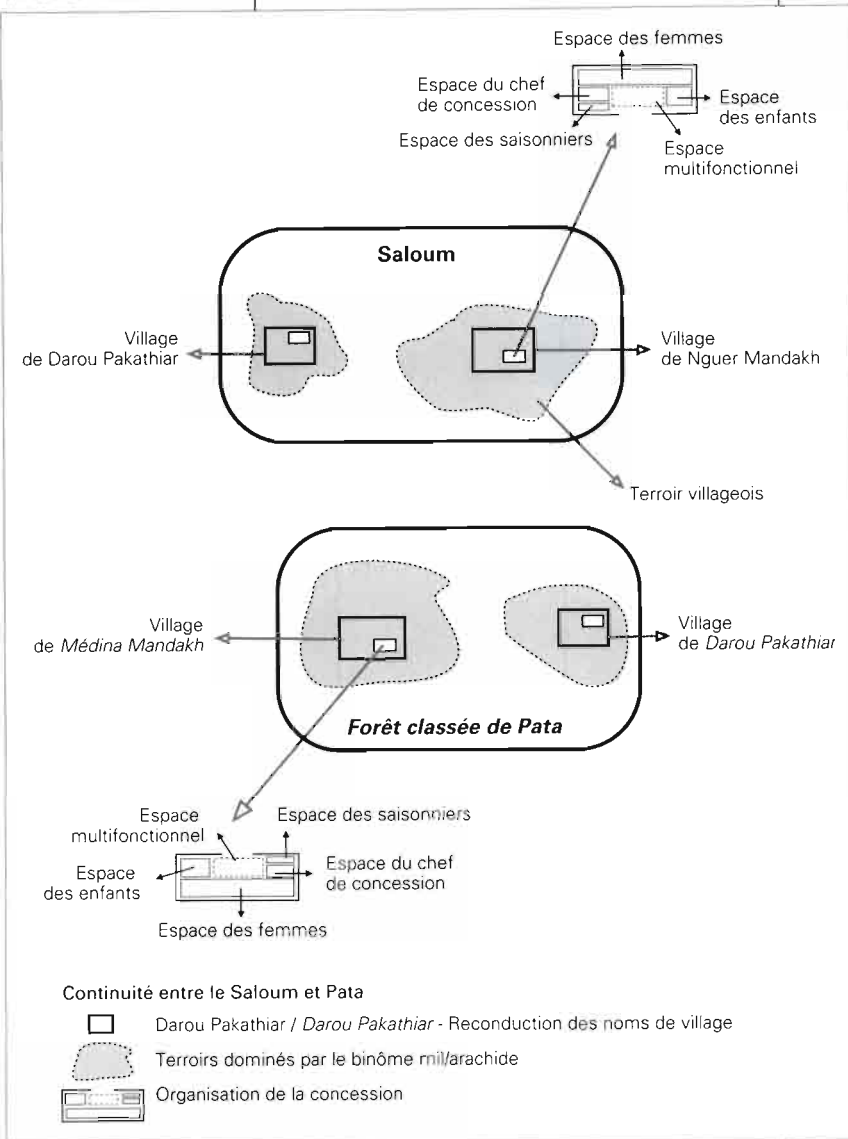 Espace des femmes
Espace du chef
de concession
Espace
des enfants
Espace des saisonniers
Espace
multifonctionnel
Saloum
Village
de Darou Pakathiar
Village
de Nguer Mandakh
Terroir villageois
Village
de Médina Mandakh
Village
de Darou Pakathiar
Forêt classée de Pata
Espace
multifonctionnel
Espace des saisonniers
Espace
des enfants
Espace du chef
de concession
Espace des femmes
Continuité entre le Saloum et Pata
Darou Pakathiar / Darou Pakathiar - Reconduction des noms de village
Terroirs dominés par le binôme mil/arachide
Organisation de la concession